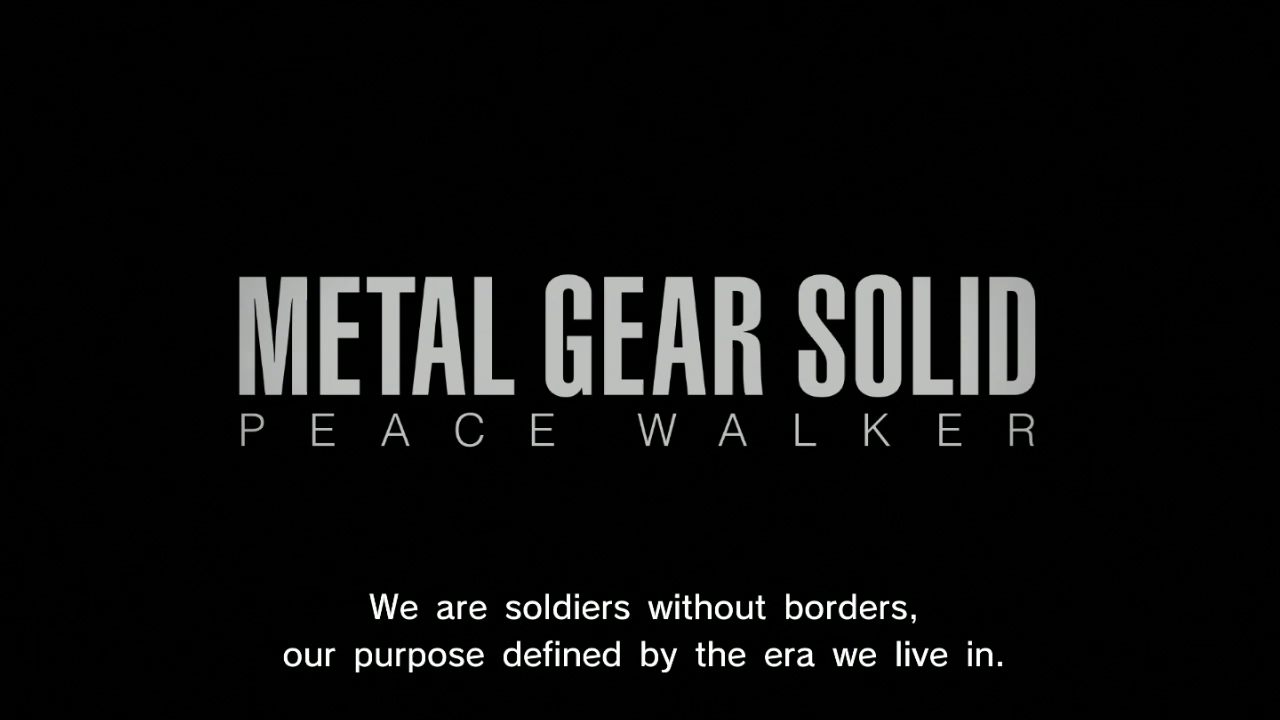 METAL GEAR SOLID
PEACE WALKER
We are soldiers without borders,
our purpose defined by the era we live in.